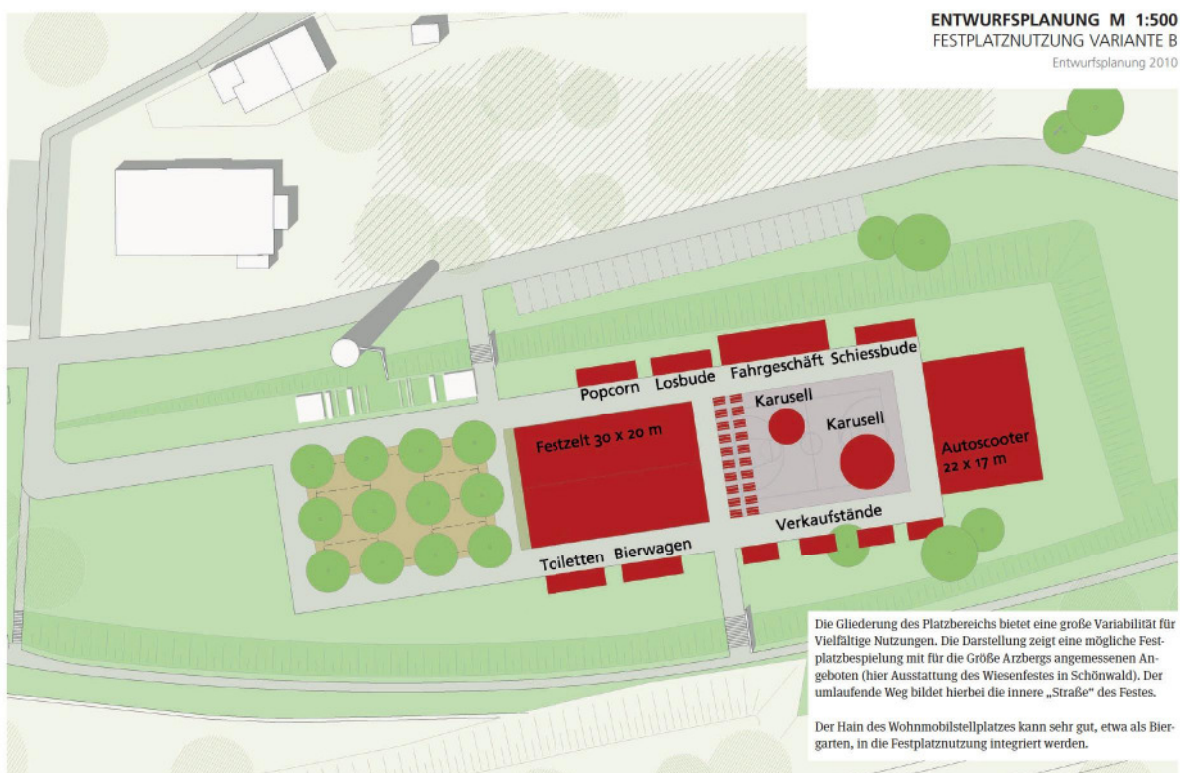 ENTWURFSPLANUNG M 1:500
FESTPLATZNUTZUNG VARIANTE B
Entwurfsplanung 2010
Popcorn
Losbude
Fahrgeschäft
Schiessbude
Festzelt 30 x 20 m
Karusell
Karusell
Autoscooter
22 x 17 m
Verkaufstände
Toiletten
Bierwagen
Die Gliederung des Platzbereichs bietet eine große Variabilität für
Vielfältige Nutzungen. Die Darstellung zeigt eine mögliche Fest-
platzbespielung mit für die Größe Arzbergs angemessenen An-
geboten (hier Ausstattung des Wiesenfestes in Schönwald). Der
umlaufende Weg bildet hierbei die innere „Straße“ des Festes.
Der Hain des Wohnmobilstellplatzes kann sehr gut, etwa als Bier-
garten, in die Festplatznutzung integriert werden.